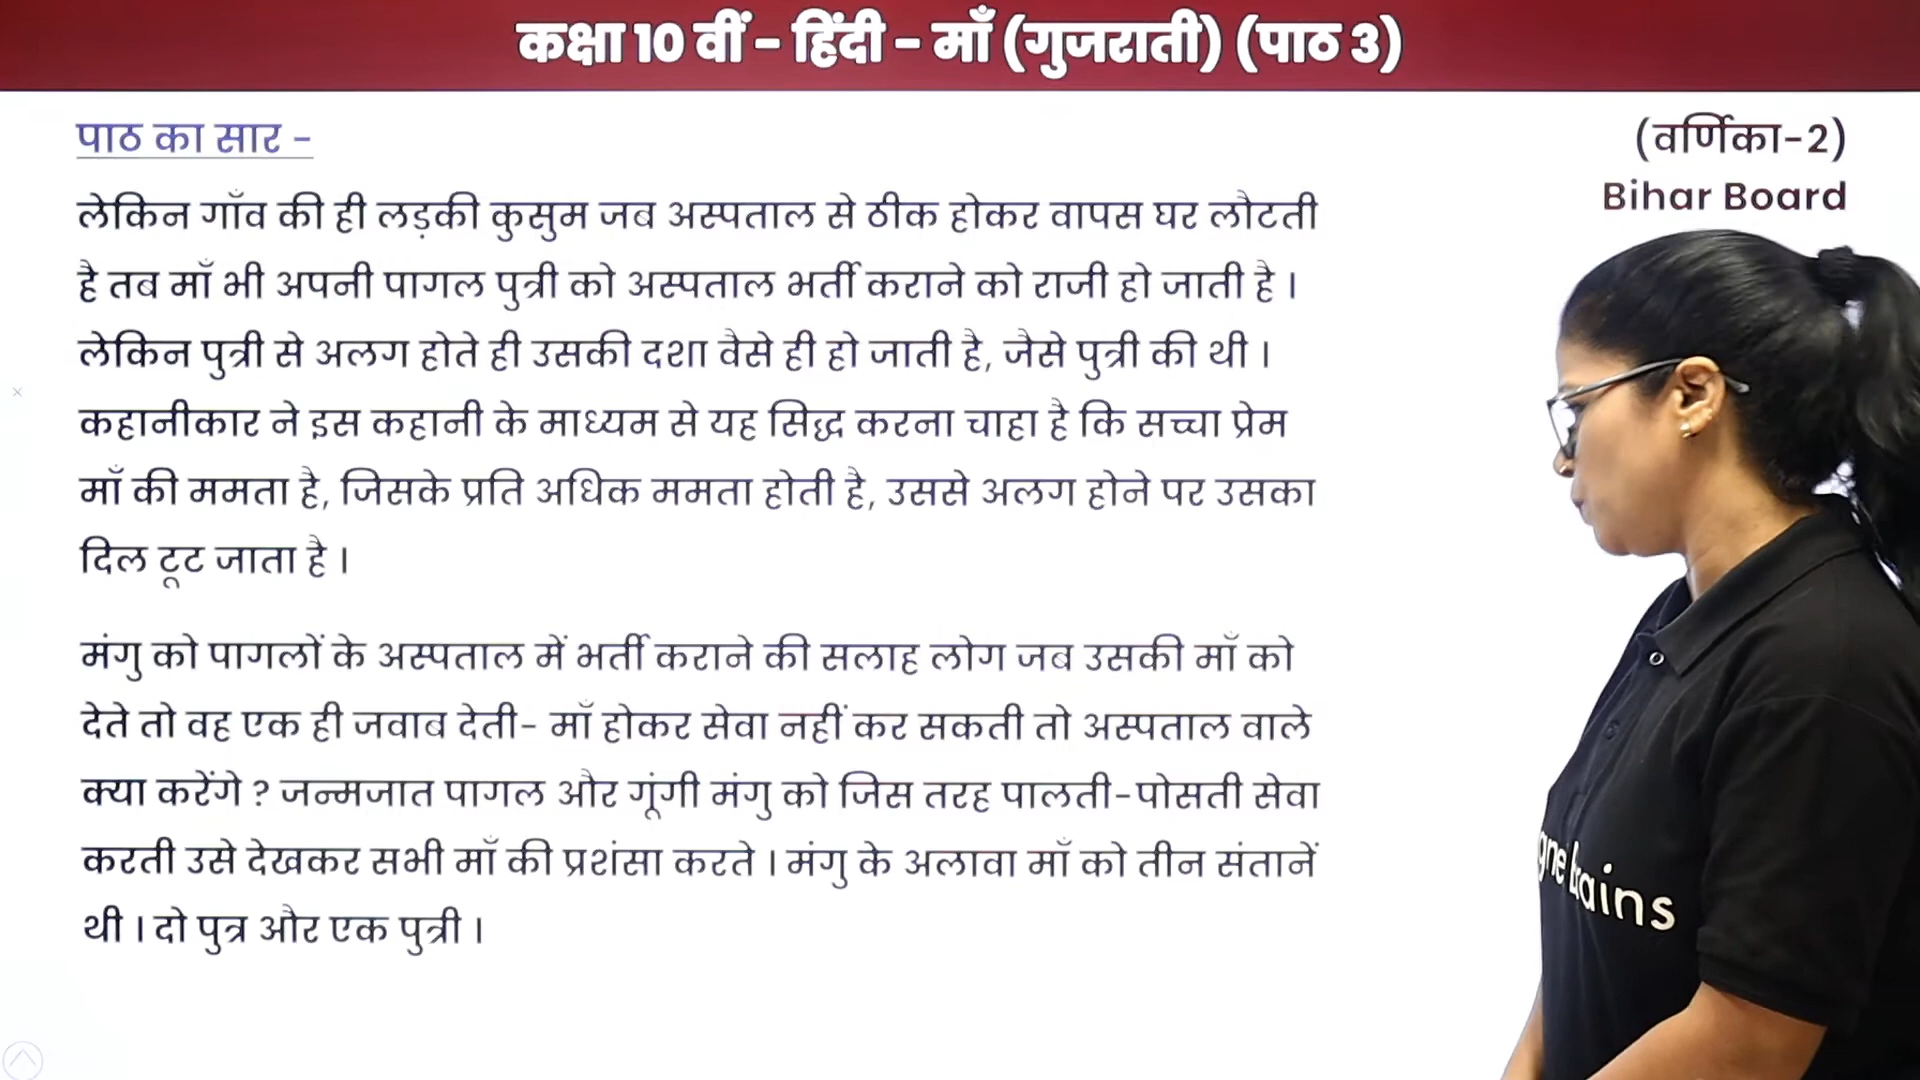 कक्षा 10 वीं - हिंदी - माँ (गुजराती) (पाठ 3)
पाठ का सार -
(वर्णिका-2)
Bihar Board
लेकिन गाँव की ही लड़की कुसुम जब अस्पताल से ठीक होकर वापस घर लौटती
है तब माँ भी अपनी पागल पुत्री को अस्पताल भर्ती कराने को राजी हो जाती है ।
लेकिन पुत्री से अलग होते ही उसकी दशा वैसे ही हो जाती है, जैसे पुत्री की थी ।
कहानीकार ने इस कहानी के माध्यम से यह सिद्ध करना चाहा है कि सच्चा प्रेम
माँ की ममता है, जिसके प्रति अधिक ममता होती है, उससे अलग होने पर उसका
दिल टूट जाता है ।
मंगु को पागलों के अस्पताल में भर्ती कराने की सलाह लोग जब उसकी माँ को
देते तो वह एक ही जवाब देती- माँ होकर सेवा नहीं कर सकती तो अस्पताल वाले
क्या करेंगे ? जन्मजात पागल और गूंगी मंगु को जिस तरह पालती-पोसती सेवा
करती उसे देखकर सभी माँ की प्रशंसा करते । मंगु के अलावा माँ को तीन संतानें
थी । दो पुत्र और एक पुत्री ।